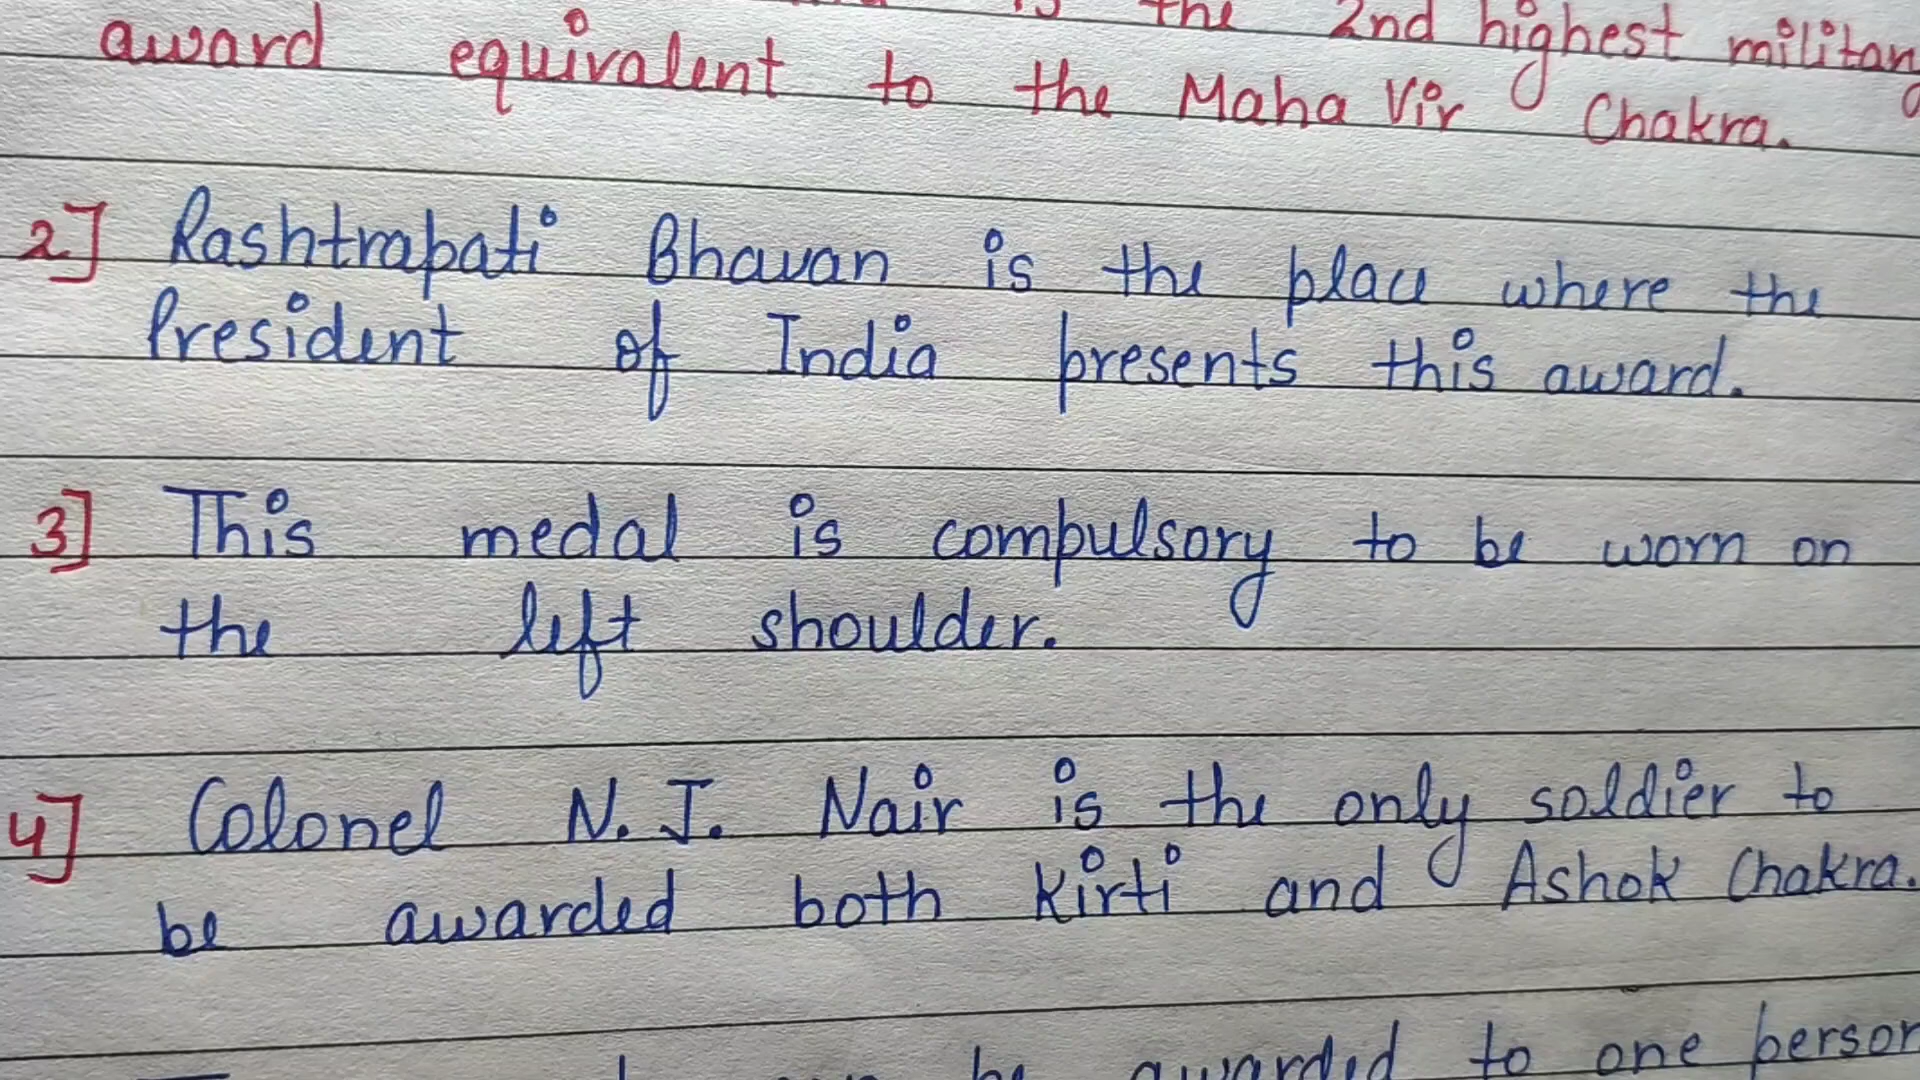 is the 2nd highest military
award equivalent to the Maha Vir Chakra.
2] Rashtrapati Bhavan is the place where the
President of India presents this award.
3] This medal is compulsory to be worn on
the left shoulder.
4] Colonel N. J. Nair is the only soldier to
be awarded both Kirti and Ashok Chakra.
be awarded to one person